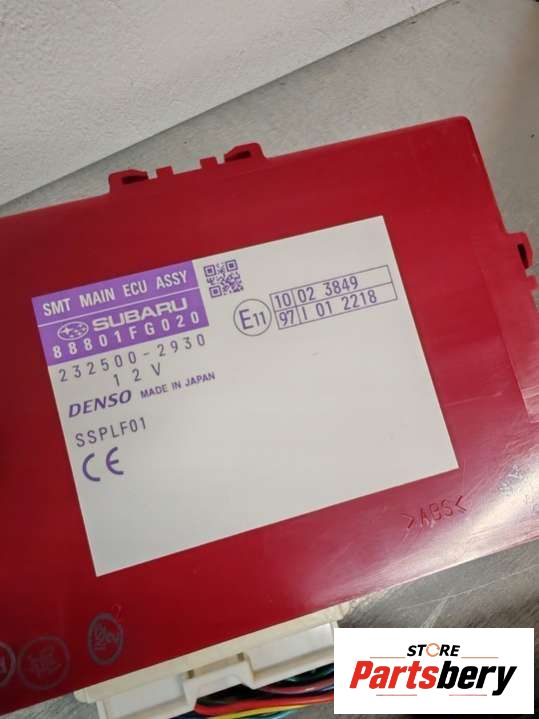 SMT MAIN ECU ASSY
SUBARU
88801FG020
232500-2930
12V
DENSO MADE IN JAPAN
SSPLF01
CE
E11
10 02 3849
97 I 01 2218
>ABS<
STORE
Partsbery